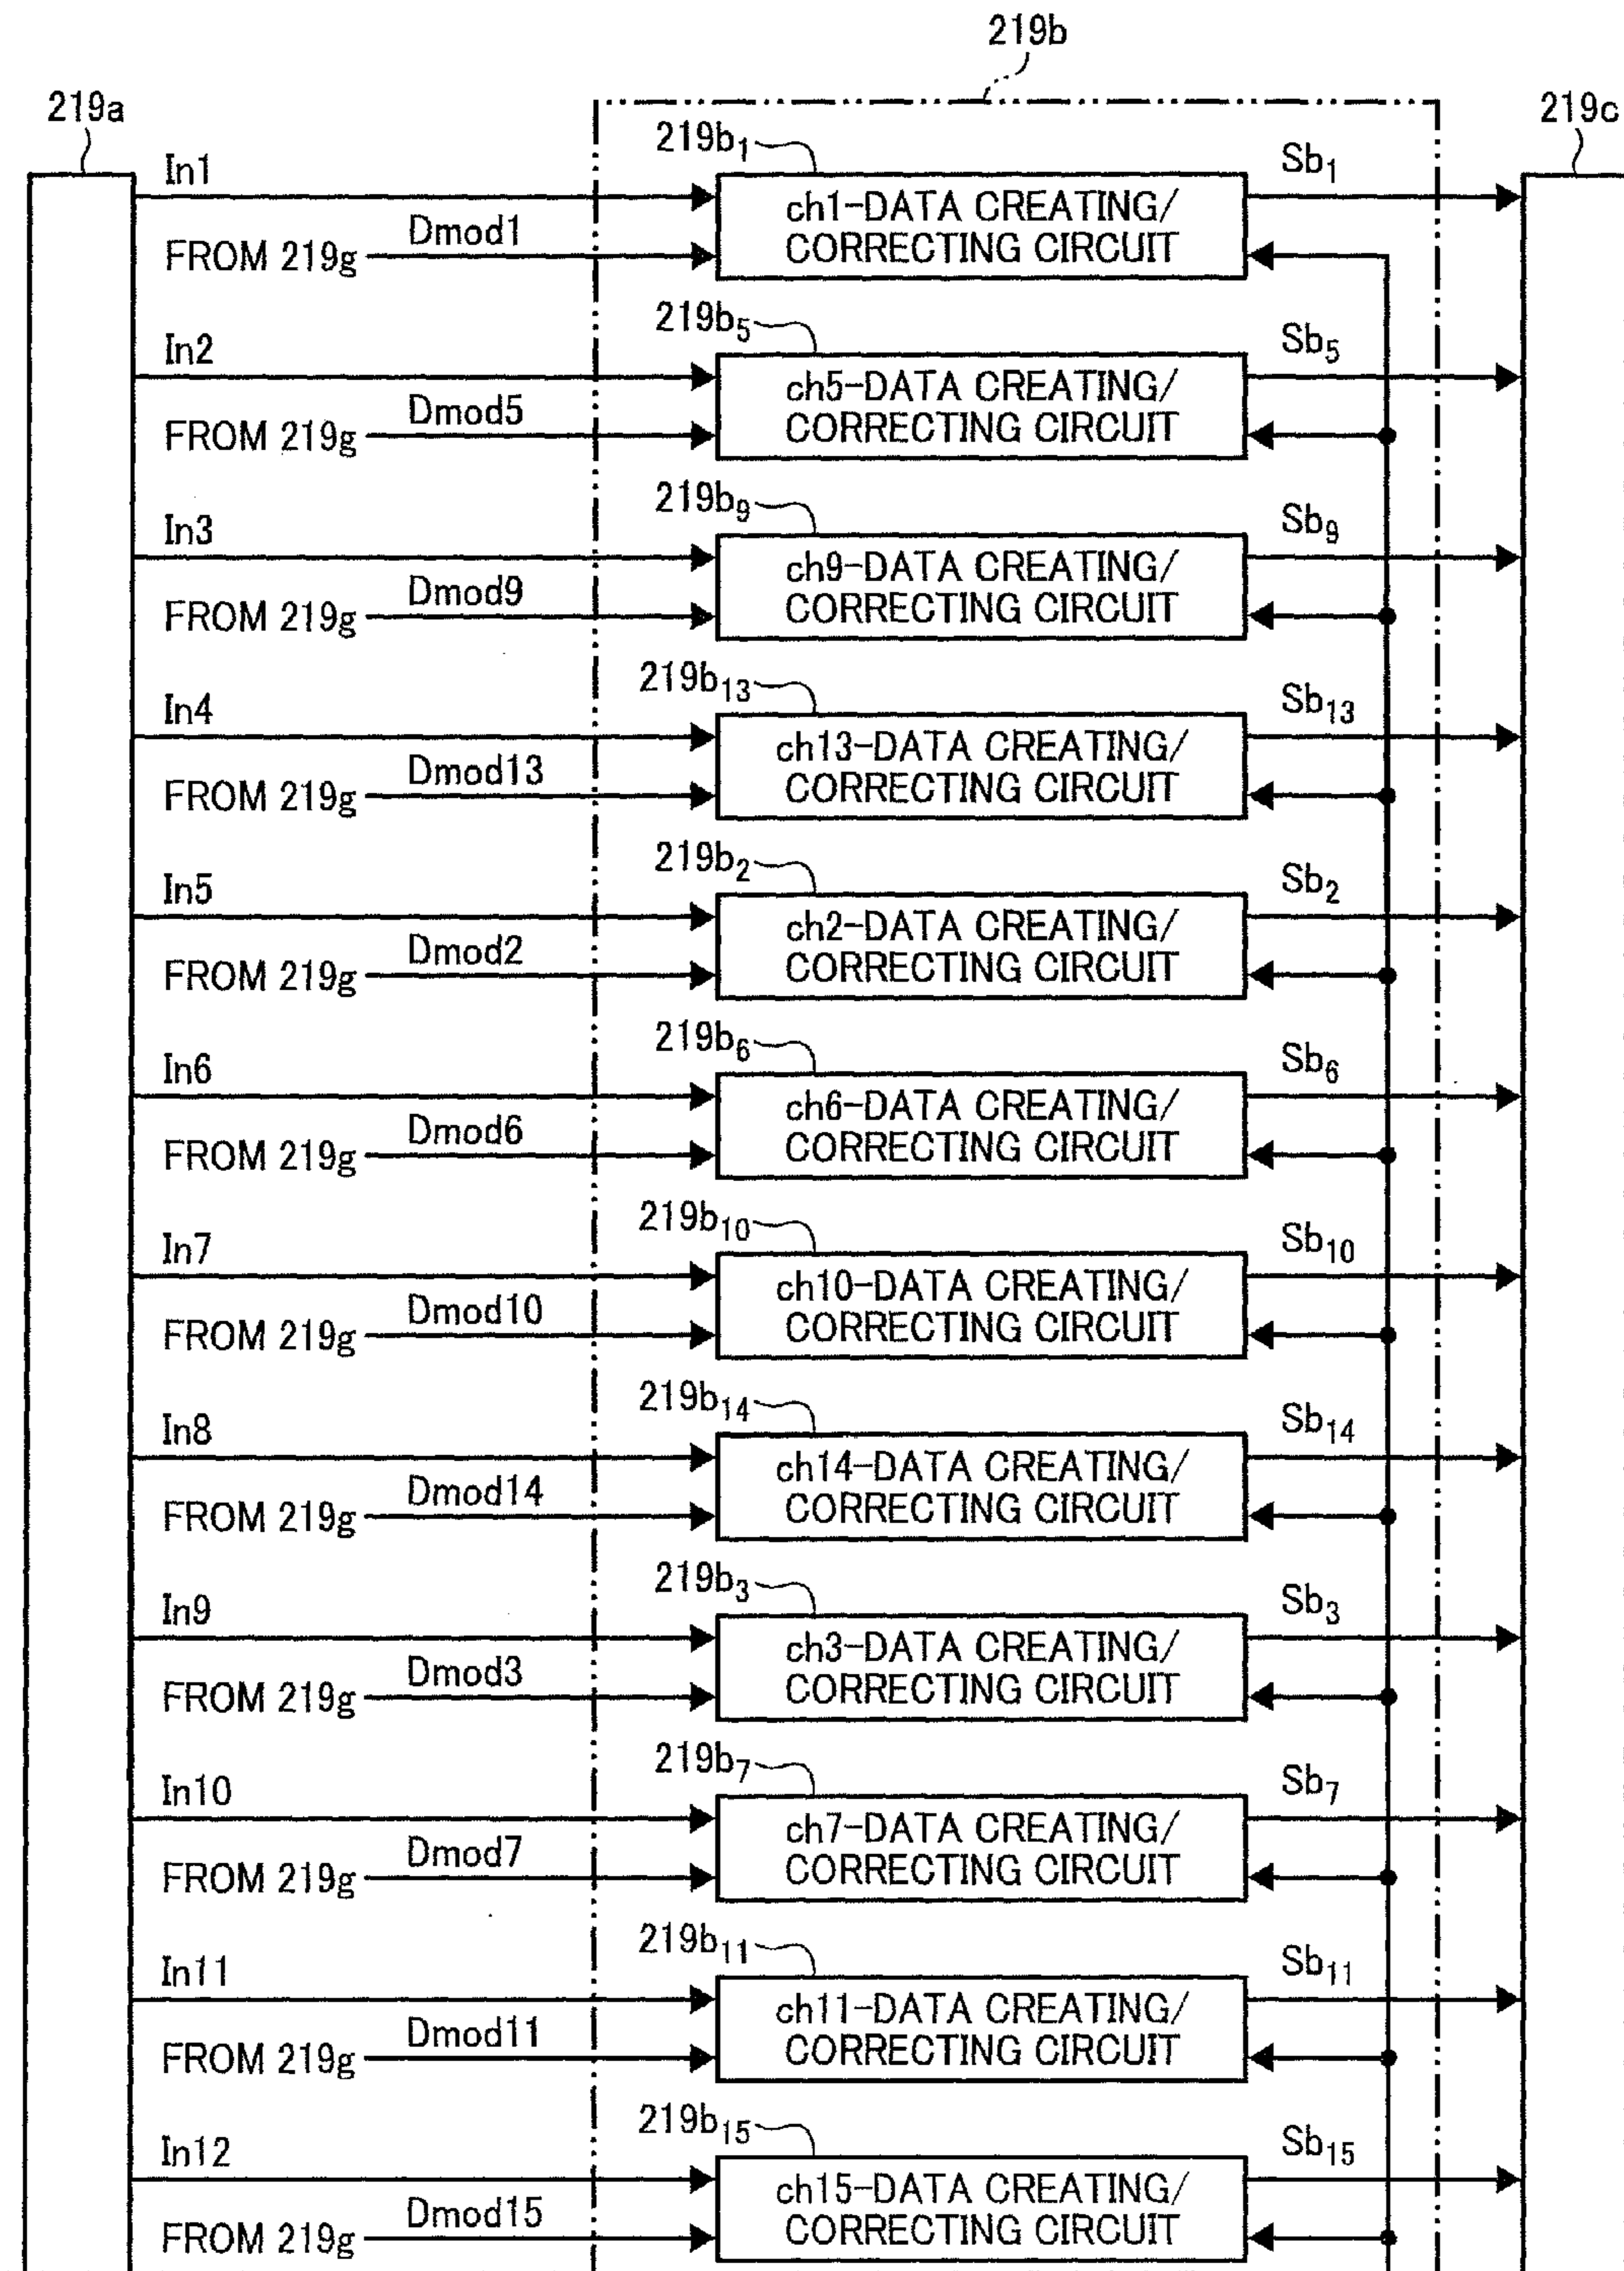 219b
219a
219c
In1
219b₁
Sb₁
ch1-DATA CREATING/
CORRECTING CIRCUIT
FROM 219g
Dmod1
In2
219b₅
Sb₅
ch5-DATA CREATING/
CORRECTING CIRCUIT
FROM 219g
Dmod5
In3
219b₉
Sb₉
ch9-DATA CREATING/
CORRECTING CIRCUIT
FROM 219g
Dmod9
In4
219b₁₃
Sb₁₃
ch13-DATA CREATING/
CORRECTING CIRCUIT
FROM 219g
Dmod13
In5
219b₂
Sb₂
ch2-DATA CREATING/
CORRECTING CIRCUIT
FROM 219g
Dmod2
In6
219b₆
Sb₆
ch6-DATA CREATING/
CORRECTING CIRCUIT
FROM 219g
Dmod6
In7
219b₁₀
Sb₁₀
ch10-DATA CREATING/
CORRECTING CIRCUIT
FROM 219g
Dmod10
In8
219b₁₄
Sb₁₄
ch14-DATA CREATING/
CORRECTING CIRCUIT
FROM 219g
Dmod14
In9
219b₃
Sb₃
ch3-DATA CREATING/
CORRECTING CIRCUIT
FROM 219g
Dmod3
In10
219b₇
Sb₇
ch7-DATA CREATING/
CORRECTING CIRCUIT
FROM 219g
Dmod7
In11
219b₁₁
Sb₁₁
ch11-DATA CREATING/
CORRECTING CIRCUIT
FROM 219g
Dmod11
In12
219b₁₅
Sb₁₅
ch15-DATA CREATING/
CORRECTING CIRCUIT
FROM 219g
Dmod15